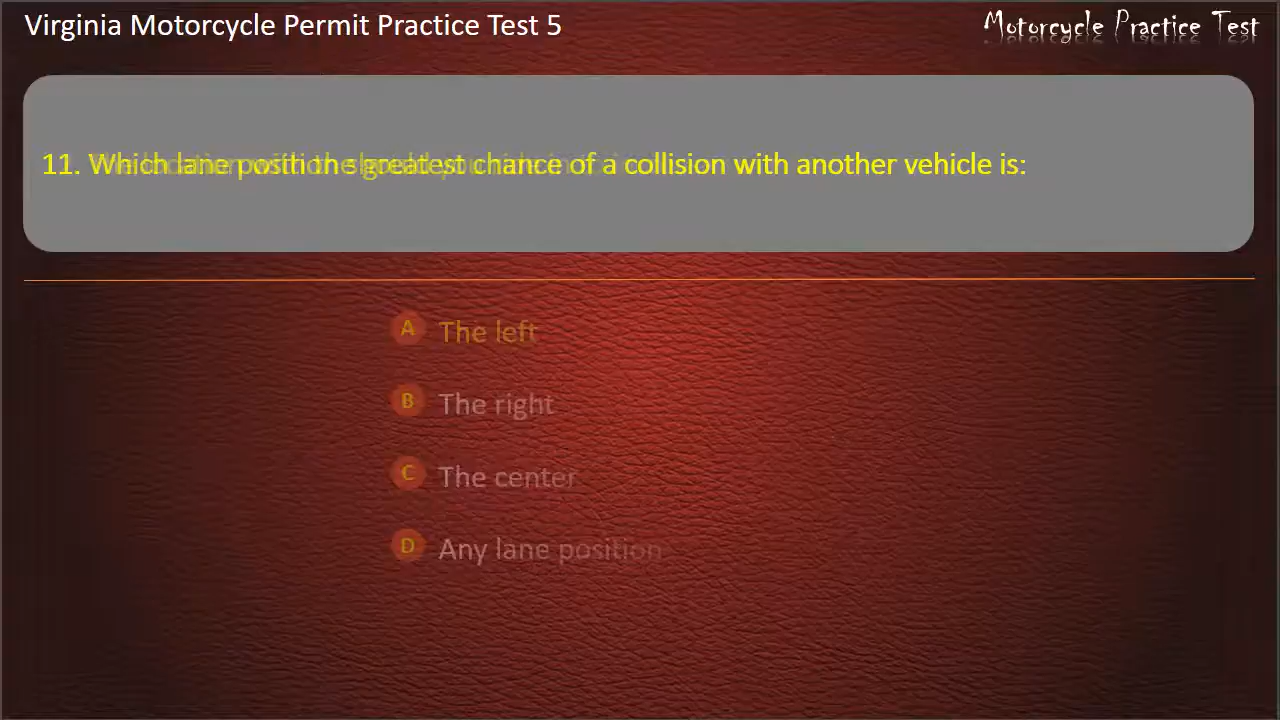 Virginia Motorcycle Permit Practice Test 5
Motorcycle Practice Test
11. Which lane position greatest chance of a collision with another vehicle is:
A The left
B The right
C The center
D Any lane position